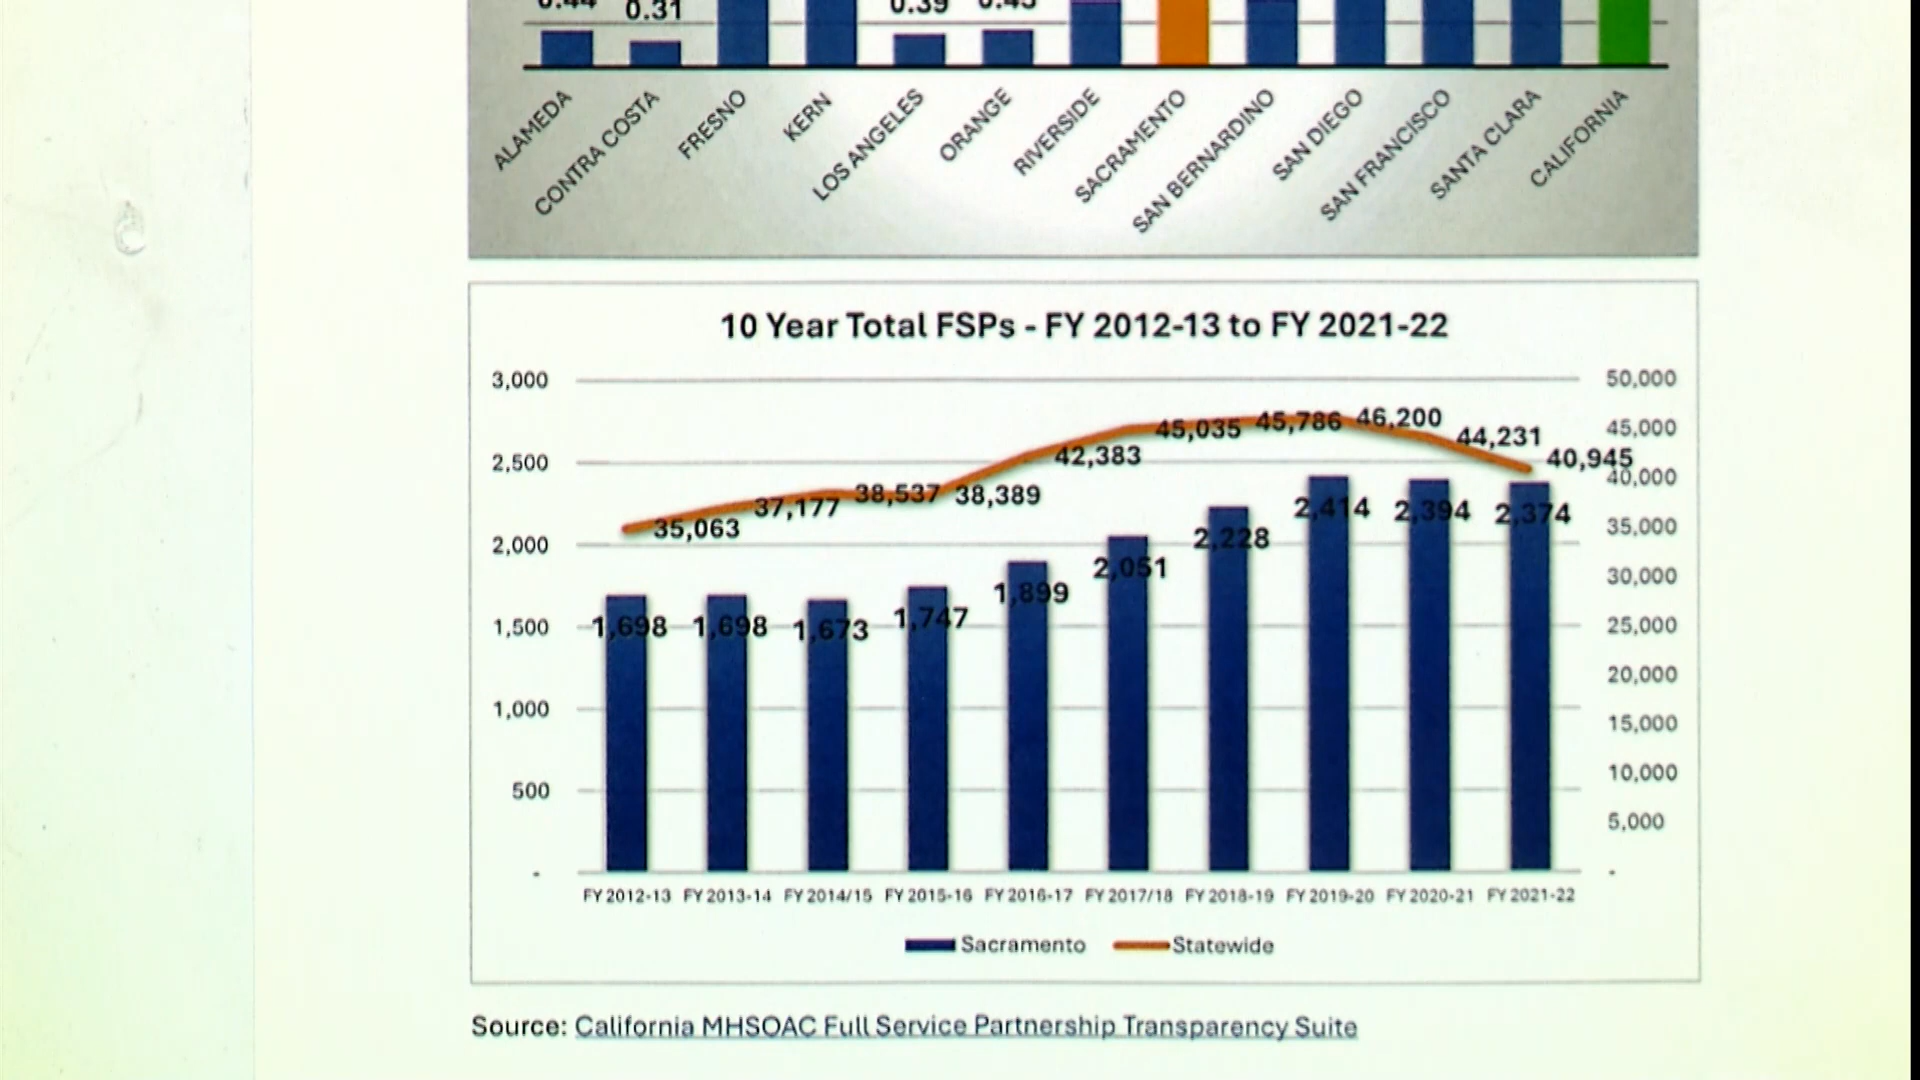 0.44 0.31 0.39 0.45
ALAMEDA
CONTRA COSTA
FRESNO
KERN
LOS ANGELES
ORANGE
RIVERSIDE
SACRAMENTO
SAN BERNARDINO
SAN DIEGO
SAN FRANCISCO
SANTA CLARA
CALIFORNIA
10 Year Total FSPs - FY 2012-13 to FY 2021-22
3,000
2,500
2,000
1,500
1,000
500
-
50,000
45,000
40,000
35,000
30,000
25,000
20,000
15,000
10,000
5,000
-
35,063
37,177
38,537
38,389
42,383
45,035
45,786
46,200
44,231
40,945
1,698
1,698
1,673
1,747
1,899
2,051
2,228
2,414
2,394
2,374
FY 2012-13 FY 2013-14 FY 2014/15 FY 2015-16 FY 2016-17 FY 2017/18 FY 2018-19 FY 2019-20 FY 2020-21 FY 2021-22
Sacramento Statewide
Source: California MHSOAC Full Service Partnership Transparency Suite